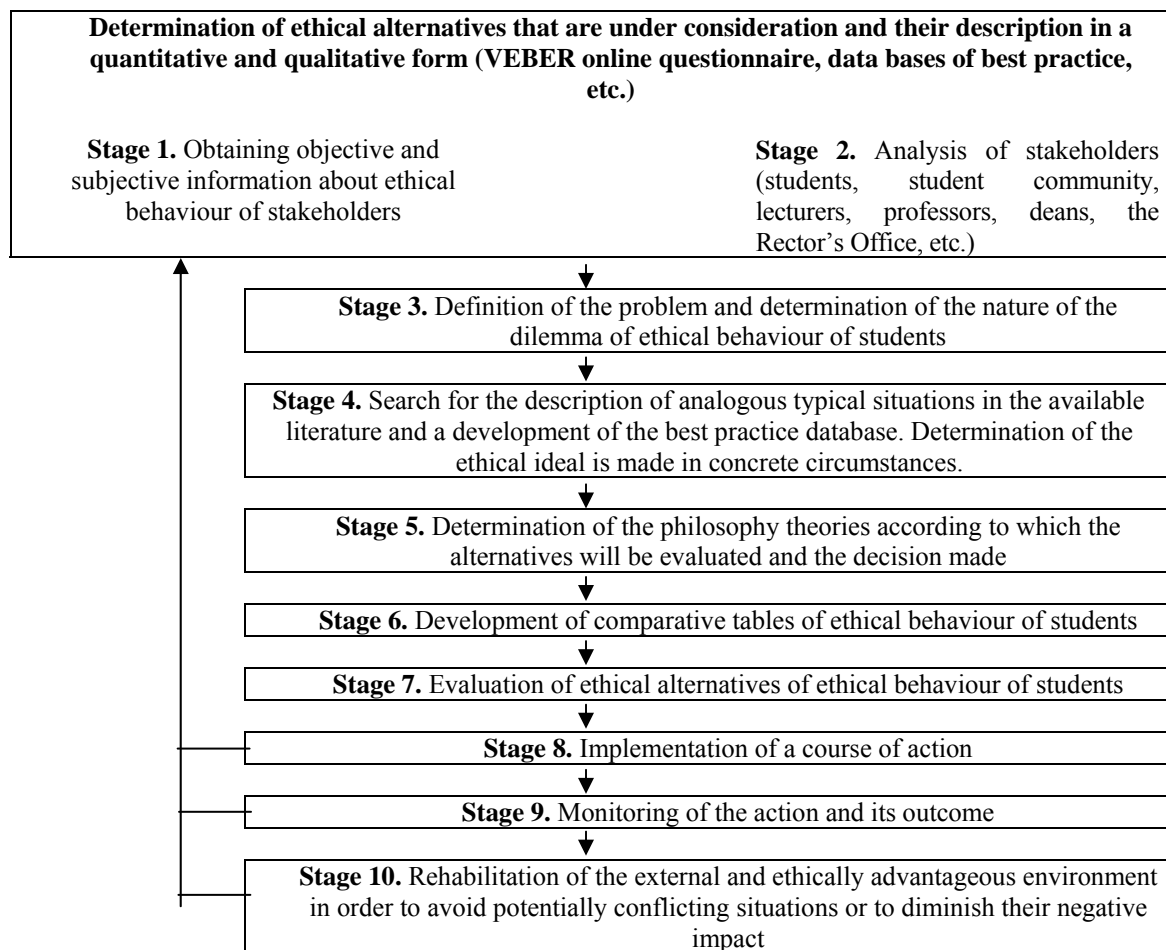 Determination of ethical alternatives that are under consideration and their description in a
quantitative and qualitative form (VEBER online questionnaire, data bases of best practice,
etc.)
Stage 1. Obtaining objective and
subjective information about ethical
behaviour of stakeholders
Stage 2. Analysis of stakeholders
(students, student community,
lecturers, professors, deans, the
Rector's Office, etc.)
Stage 3. Definition of the problem and determination of the nature of the
dilemma of ethical behaviour of students
Stage 4. Search for the description of analogous typical situations in the available
literature and a development of the best practice database. Determination of the
ethical ideal is made in concrete circumstances.
Stage 5. Determination of the philosophy theories according to which the
alternatives will be evaluated and the decision made
Stage 6. Development of comparative tables of ethical behaviour of students
Stage 7. Evaluation of ethical alternatives of ethical behaviour of students
Stage 8. Implementation of a course of action
Stage 9. Monitoring of the action and its outcome
Stage 10. Rehabilitation of the external and ethically advantageous environment
in order to avoid potentially conflicting situations or to diminish their negative
impact